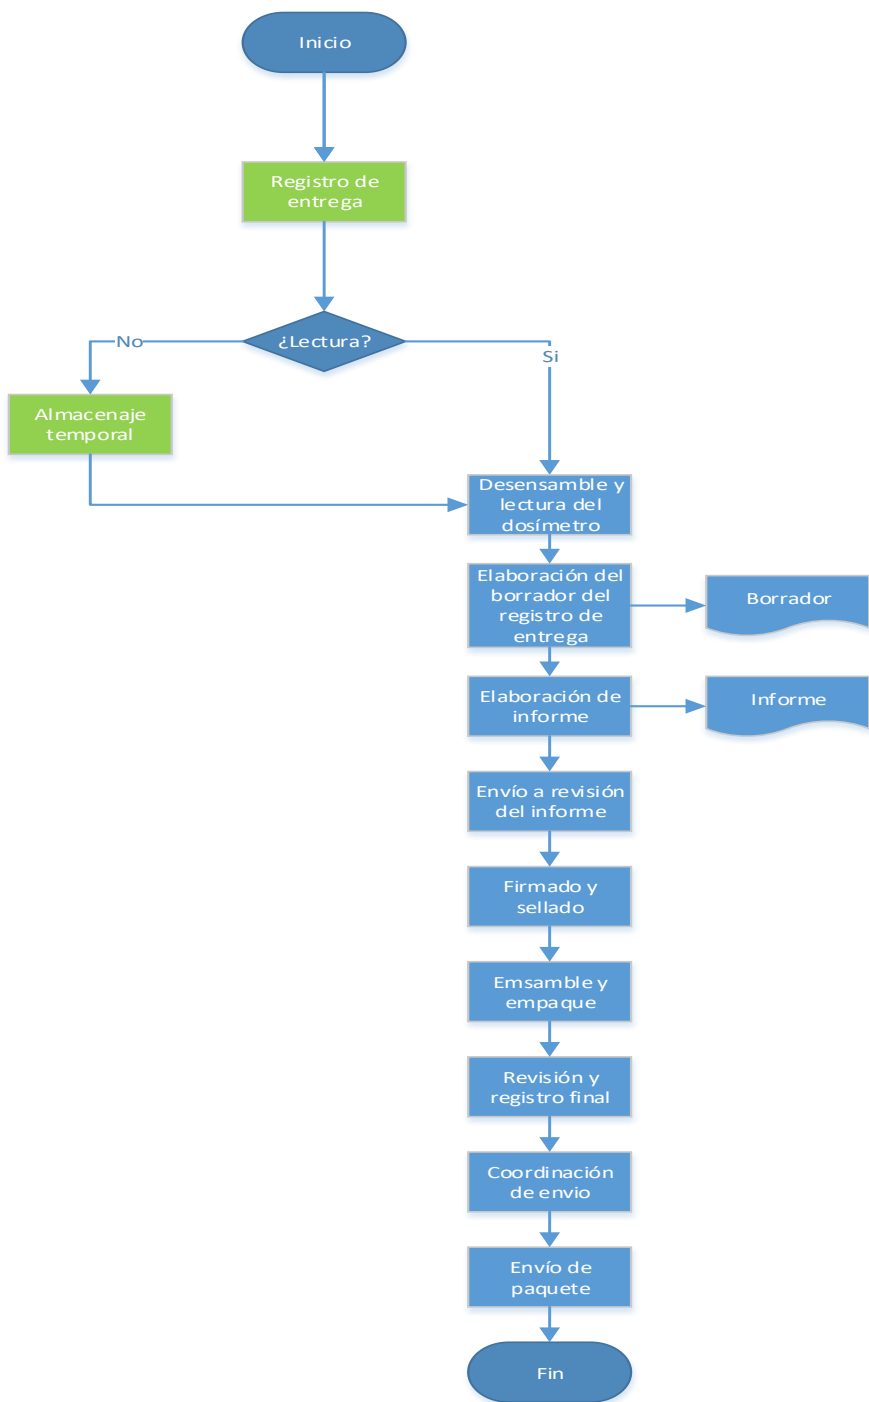 Inicio
Registro de
entrega
¿Lectura?
No
Si
Almacenaje
temporal
Desensamble y
lectura del
dosímetro
Elaboración del
borrador del
registro de
entrega
Borrador
Elaboración de
informe
Informe
Envío a revisión
del informe
Firmado y
sellado
Emsamble y
empaque
Revisión y
registro final
Coordinación
de envio
Envío de
paquete
Fin